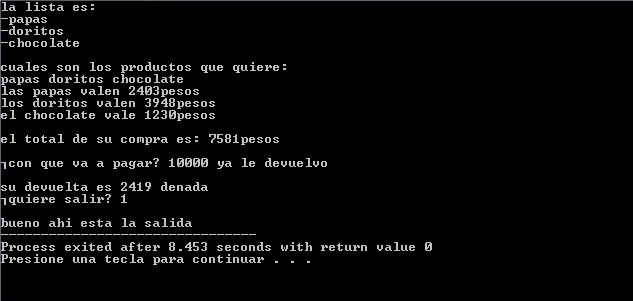 la lista es:
-papas
-doritos
-chocolate
cuales son los productos que quiere:
papas doritos chocolate
las papas valen 2403pesos
los doritos valen 3948pesos
el chocolate vale 1230pesos
el total de su compra es: 7581pesos
┐con que va a pagar? 10000 ya le devuelvo
su devuelta es 2419 denada
┐quiere salir? 1
bueno ahi esta la salida
--------------------------------
Process exited after 8.453 seconds with return value 0
Presione una tecla para continuar . . .